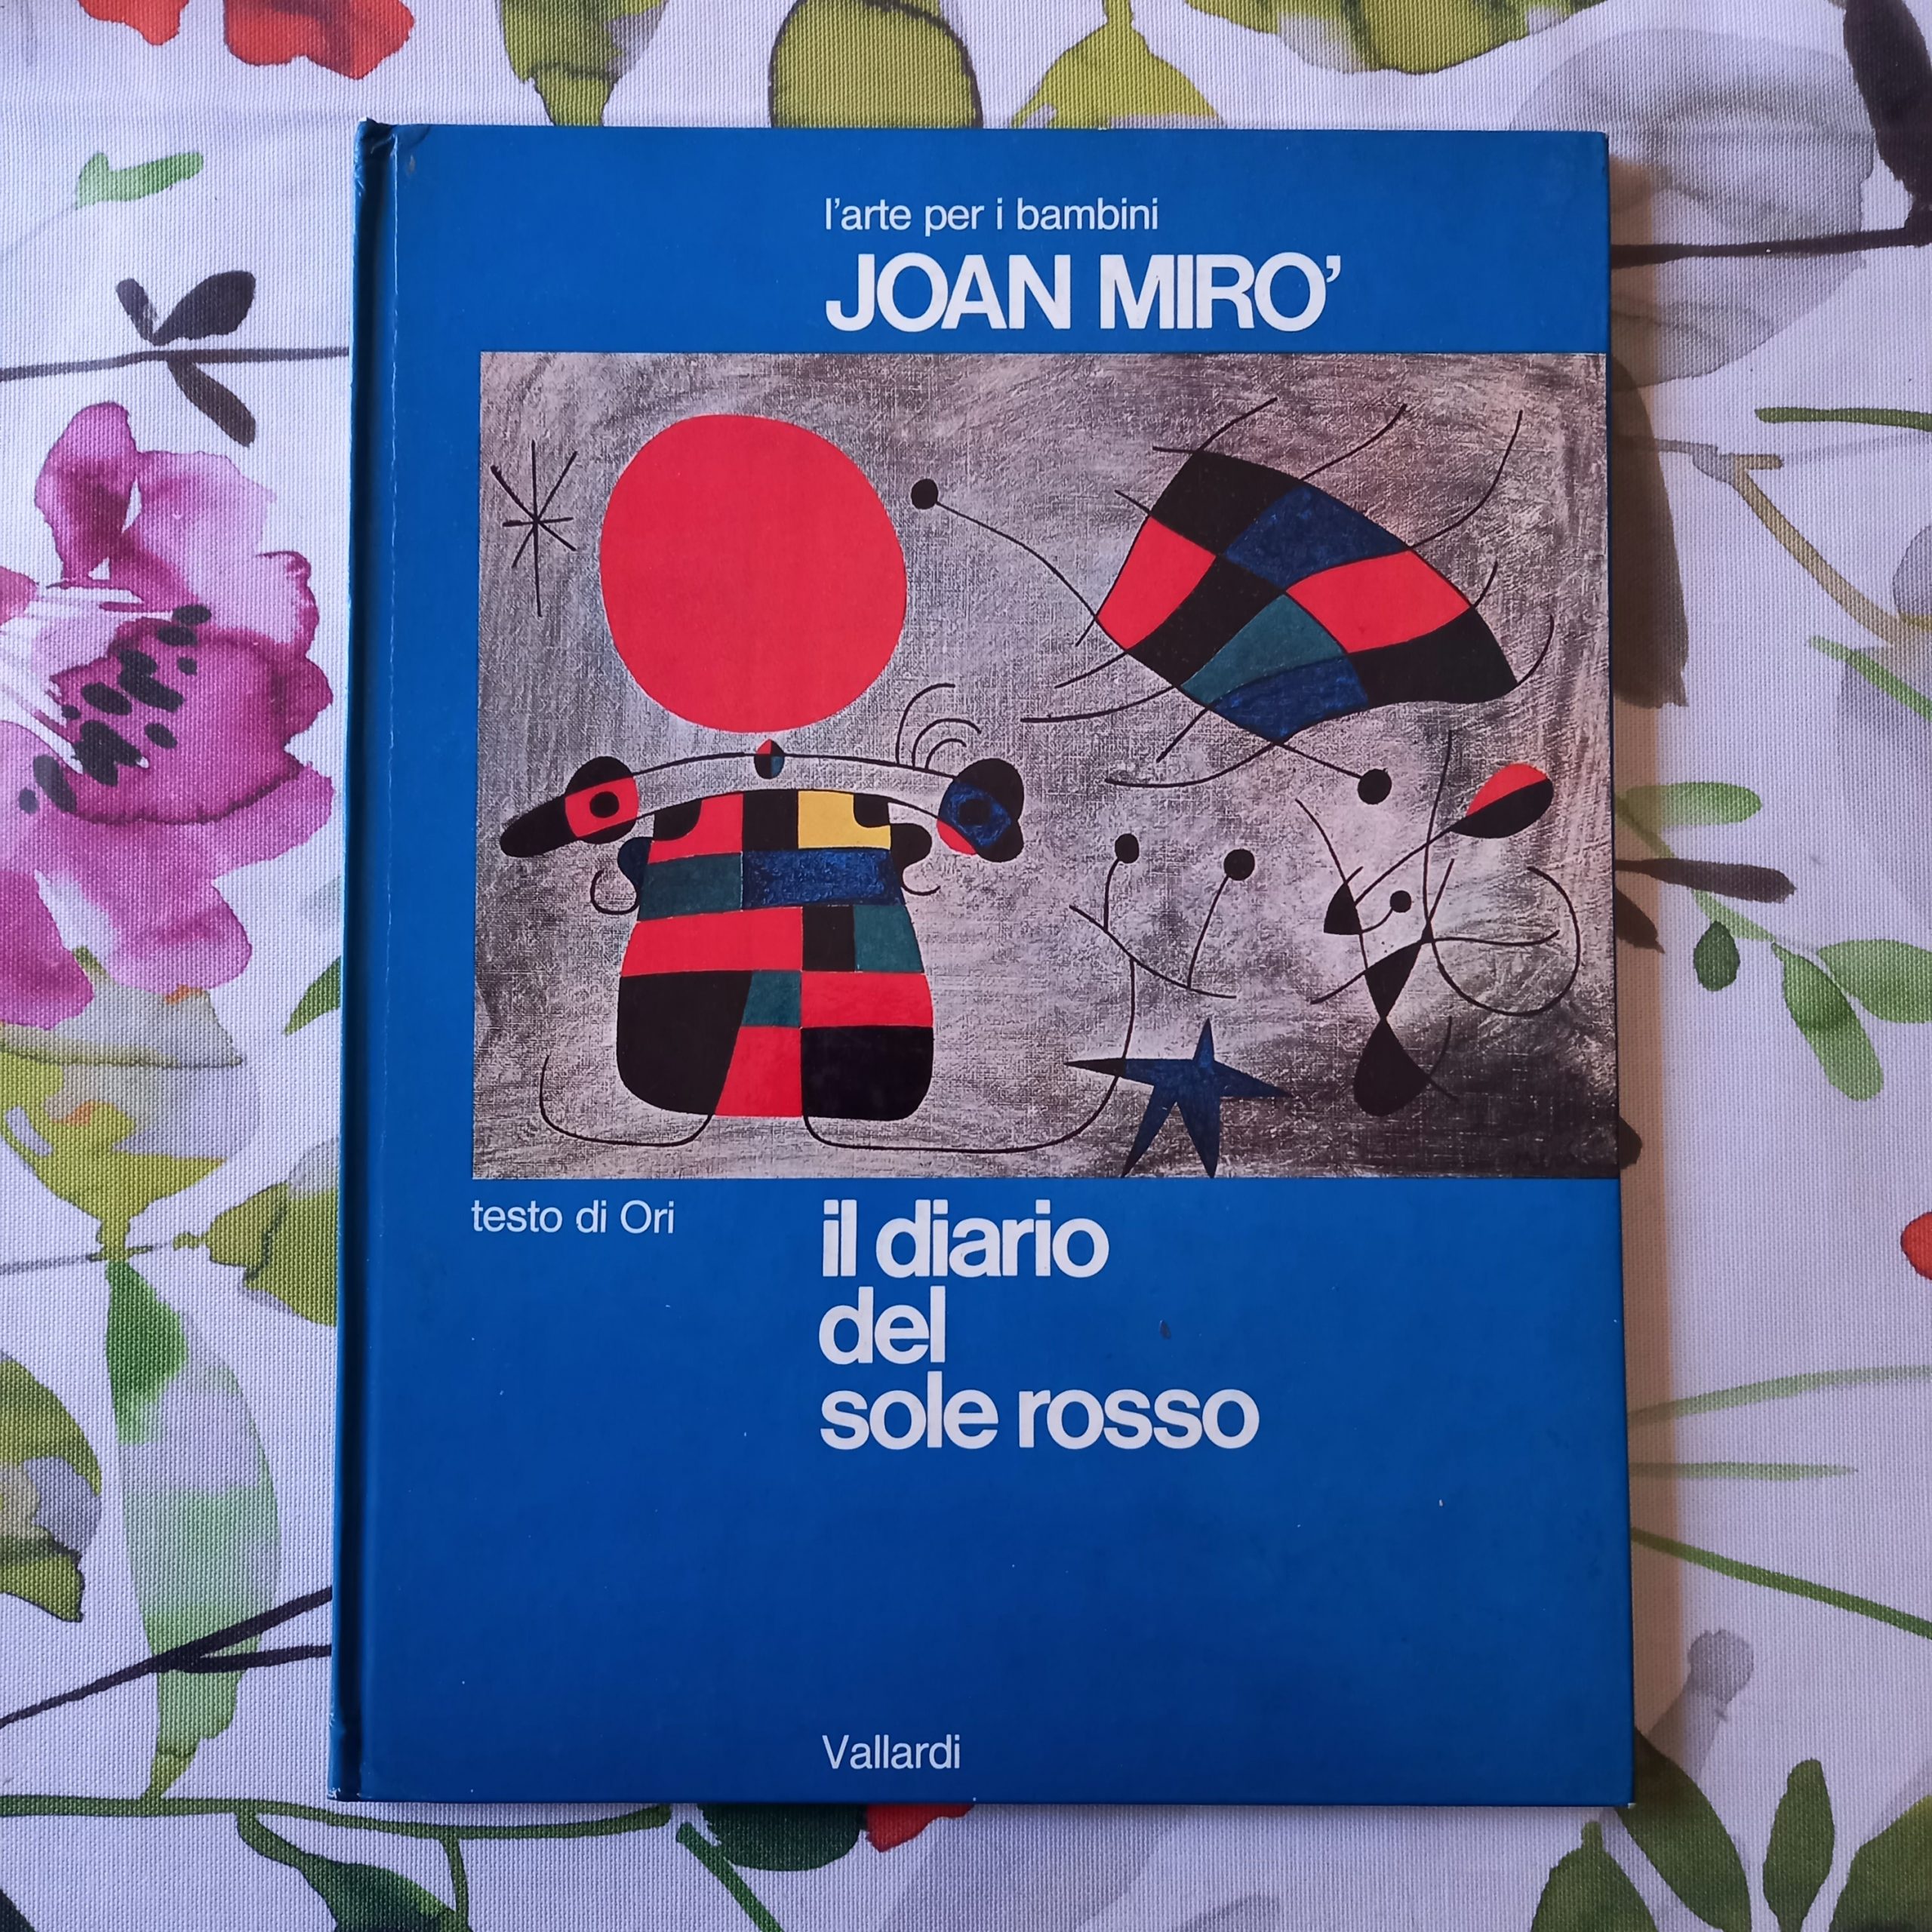 l'arte per i bambini
JOAN MIRO'
testo di Ori
il diario
del
sole rosso
Vallardi